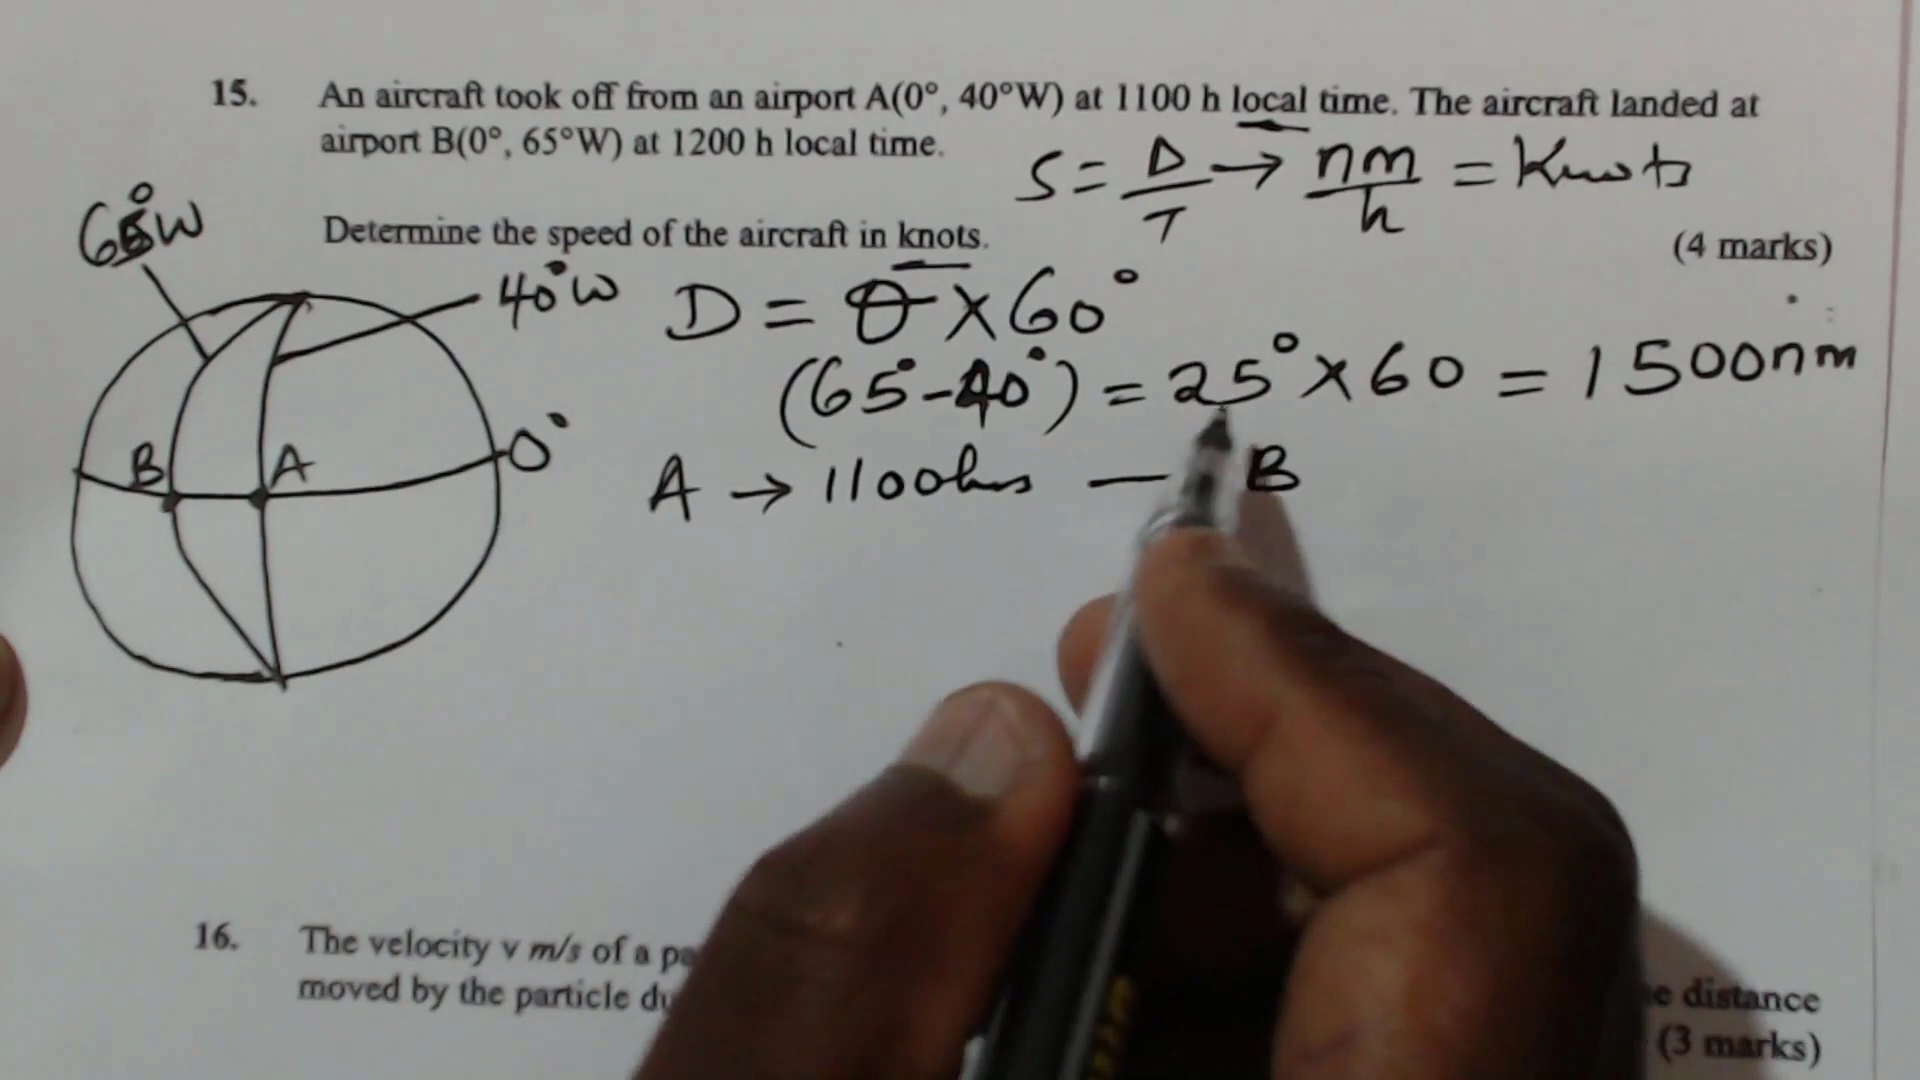 15. An aircraft took off from an airport A(0°, 40°W) at 1100 h local time. The aircraft landed at
airport B(0°, 65°W) at 1200 h local time.
S = D/T → nm/h = Knots
65°W
Determine the speed of the aircraft in knots.
(4 marks)
40°W
D = θ × 60°
(65° - 40°) = 25° × 60 = 1500nm
B A 0°
A → 1100hrs — B
16. The velocity v m/s of a
moved by the particle
distance
(3 marks)